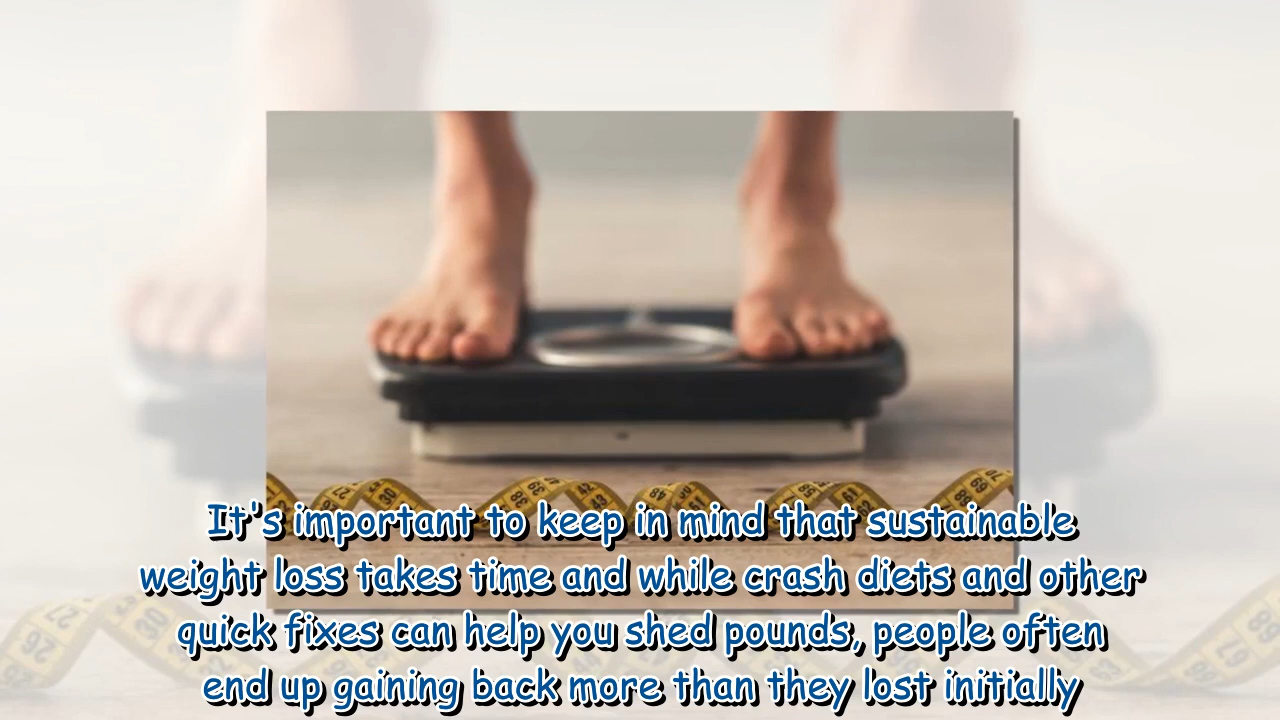 It's important to keep in mind that sustainable
weight loss takes time and while crash diets and other
quick fixes can help you shed pounds, people often
end up gaining back more than they lost initially